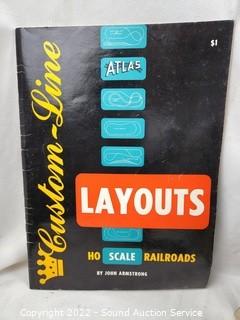 Custom-Line
$1
ATLAS
LAYOUTS
HO SCALE RAILROADS
BY JOHN ARMSTRONG
Copyright 2022 - Sound Auction Service